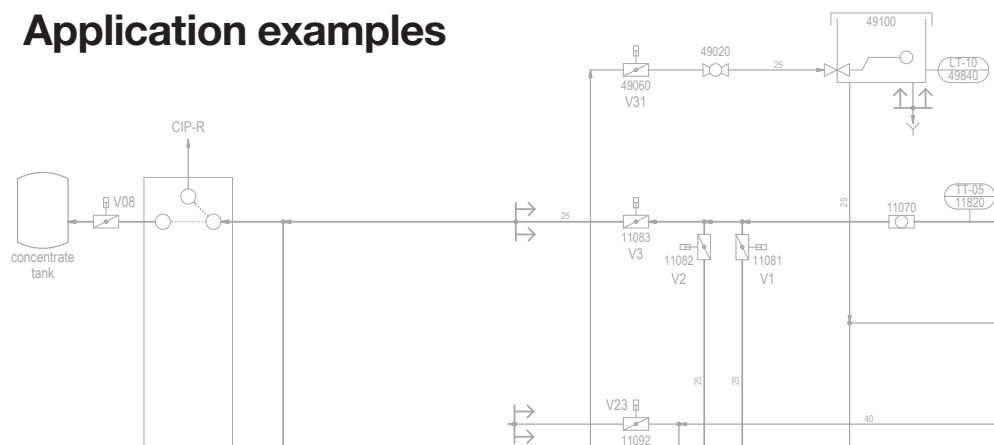 Application examples
49100
49020
25
LT-10
49840
49060
V31
CIP-R
V08
TT-05
11820
25
25
11070
11083
V3
11082
V2
11081
V1
concentrate
tank
25
25
V23
40
11092